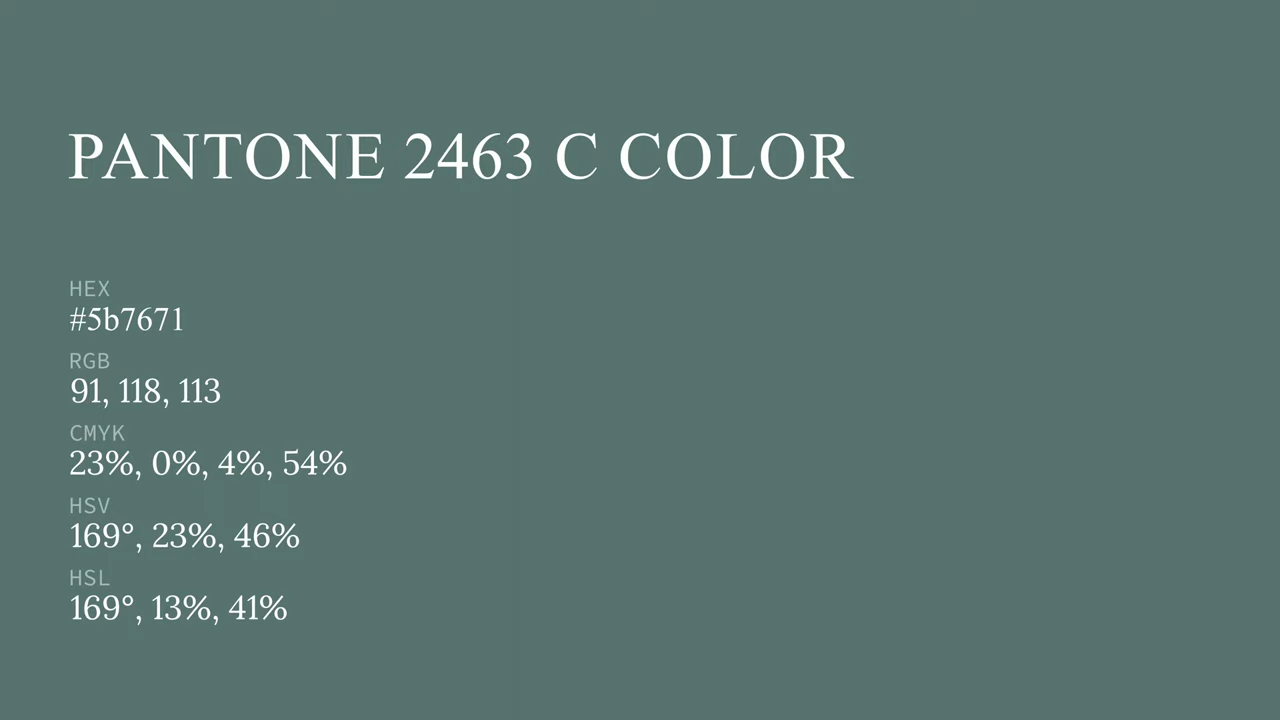 PANTONE 2463 C COLOR
HEX
#5b7671
RGB
91, 118, 113
CMYK
23%, 0%, 4%, 54%
HSV
169°, 23%, 46%
HSL
169°, 13%, 41%